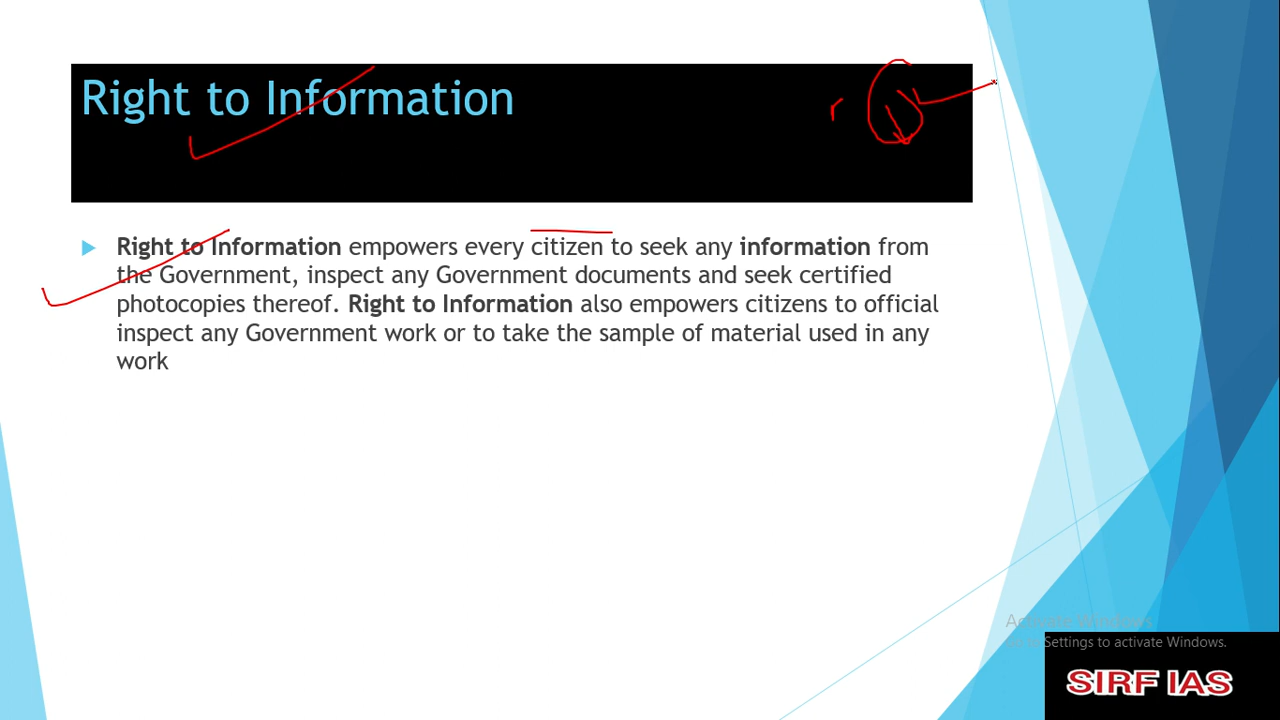 Right to Information
Right to Information empowers every citizen to seek any information from
the Government, inspect any Government documents and seek certified
photocopies thereof. Right to Information also empowers citizens to official
inspect any Government work or to take the sample of material used in any
work
Activate Windows
Go to Settings to activate Windows.
SIRF IAS